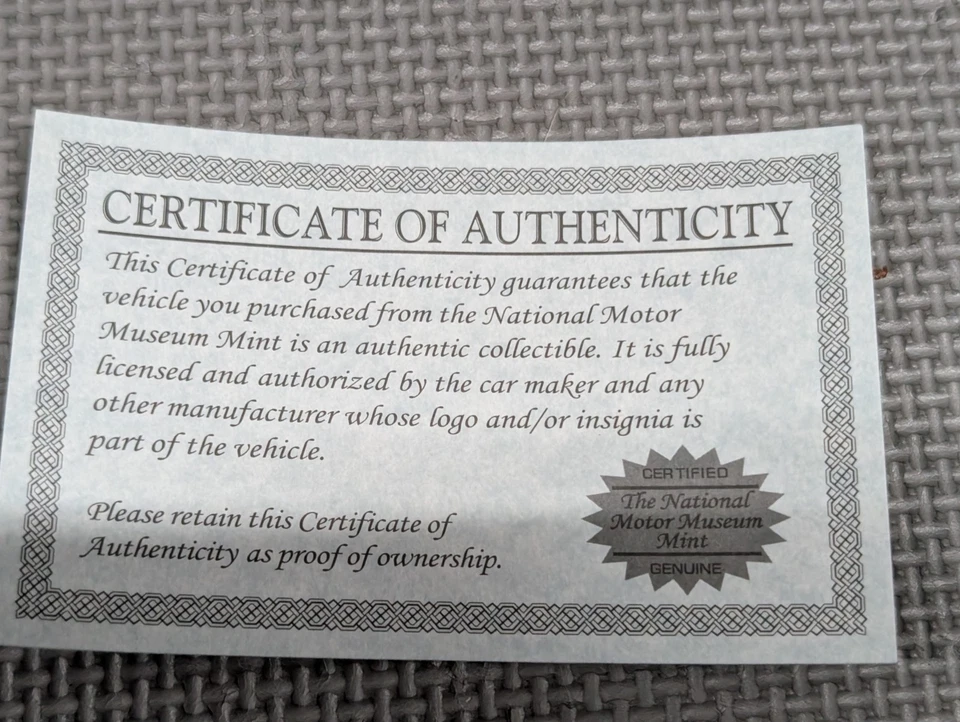 CERTIFICATE OF AUTHENTICITY
This Certificate of Authenticity guarantees that the
vehicle you purchased from the National Motor
Museum Mint is an authentic collectible. It is fully
licensed and authorized by the car maker and any
other manufacturer whose logo and/or insignia is
part of the vehicle.
Please retain this Certificate of
Authenticity as proof of ownership.
CERTIFIED
The National
Motor Museum
Mint
GENUINE